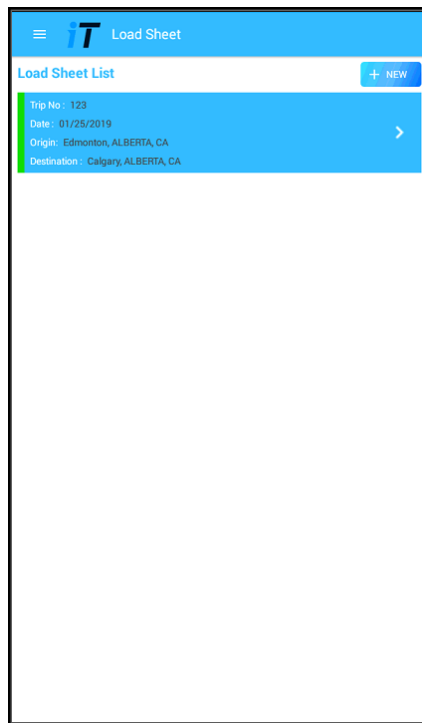 iT Load Sheet
Load Sheet List
+ NEW
Trip No : 123
Date : 01/25/2019
Origin: Edmonton, ALBERTA, CA
Destination : Calgary, ALBERTA, CA